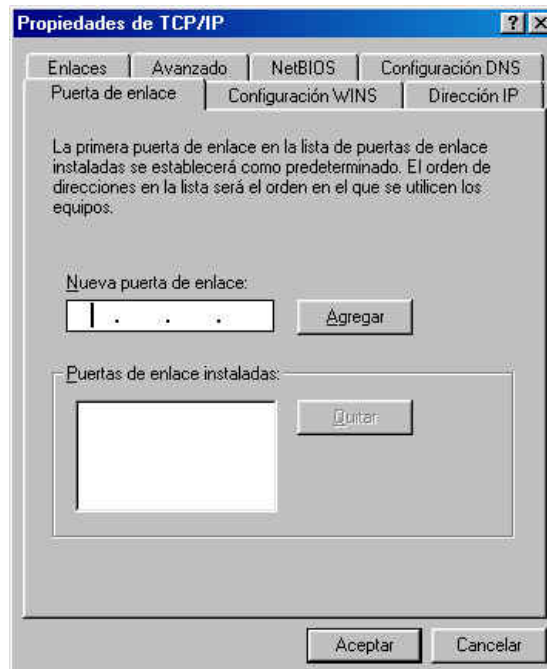 Propiedades de TCP/IP
Enlaces Avanzado NetBIOS Configuración DNS
Puerta de enlace Configuración WINS Dirección IP
La primera puerta de enlace en la lista de puertas de enlace
instaladas se establecerá como predeterminado. El orden de
direcciones en la lista será el orden en el que se utilicen los
equipos.
Nueva puerta de enlace:
. . .
Agregar
Puertas de enlace instaladas:
Quitar
Aceptar Cancelar